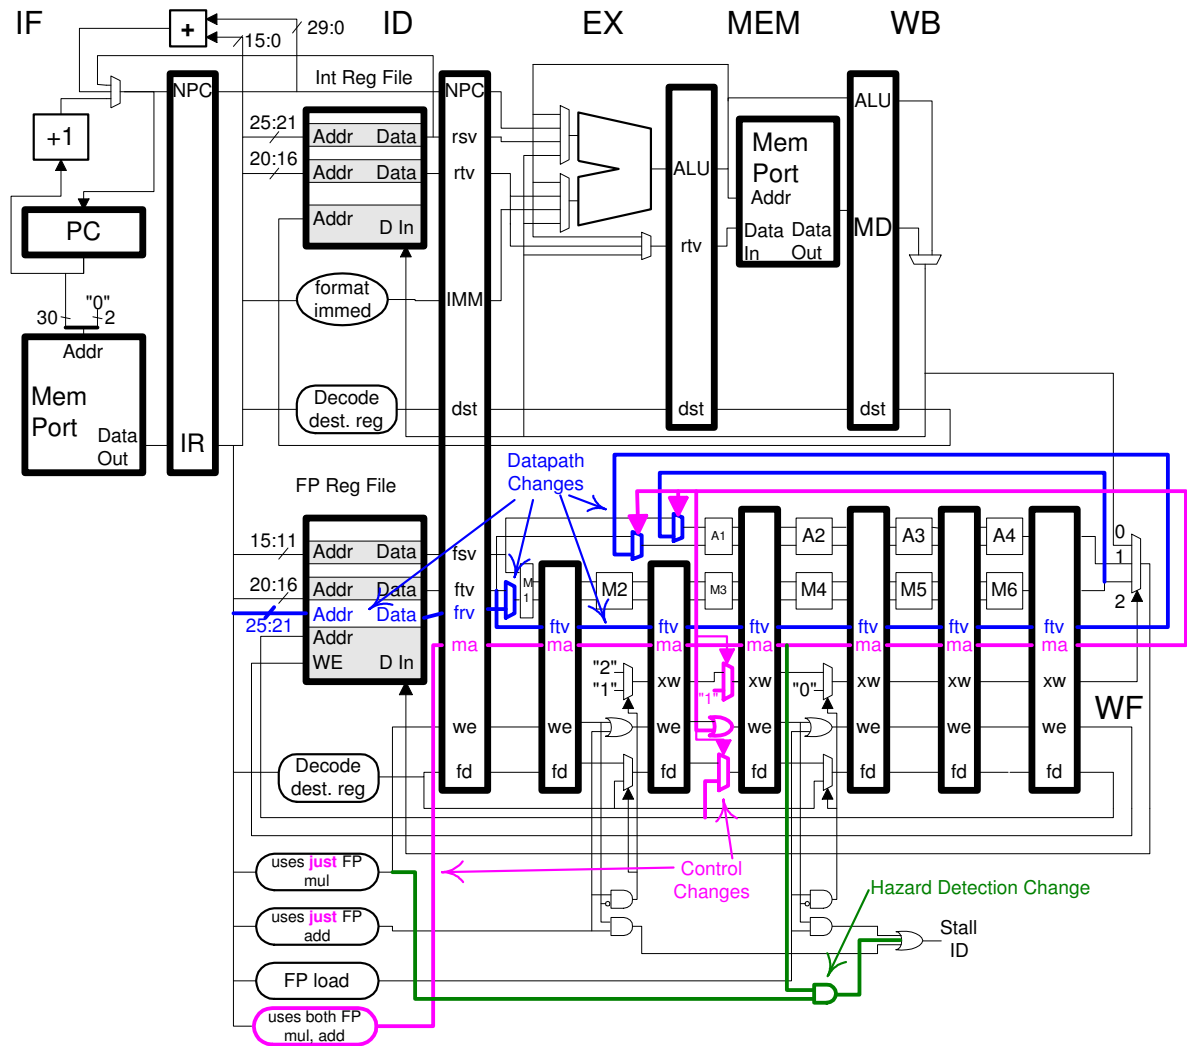 IF
ID
EX
MEM
WB
+
29:0
15:0
+1
PC
30
"0"
2
Addr
Mem
Port
Data
Out
NPC
IR
Int Reg File
25:21
Addr
Data
20:16
Addr
Data
Addr
D In
format
immed
Decode
dest. reg
NPC
rsv
rtv
IMM
dst
ALU
rtv
dst
Mem
Port
Addr
Data
In
Data
Out
ALU
MD
dst
Datapath
Changes
FP Reg File
15:11
Addr
Data
20:16
Addr
Data
25:21
Addr
Data
Addr
WE
D In
fsv
ftv
frv
ma
we
fd
M
1
M2
M3
M4
M5
M6
A1
A2
A3
A4
ftv
ma
we
fd
"2"
"1"
ftv
ma
xw
we
fd
"1"
ftv
ma
xw
we
fd
"0"
ftv
ma
xw
we
fd
ftv
ma
xw
we
fd
ftv
ma
xw
we
fd
0
1
2
WF
Decode
dest. reg
uses just FP
mul
uses just FP
add
FP load
uses both FP
mul, add
Control
Changes
Hazard Detection Change
Stall
ID